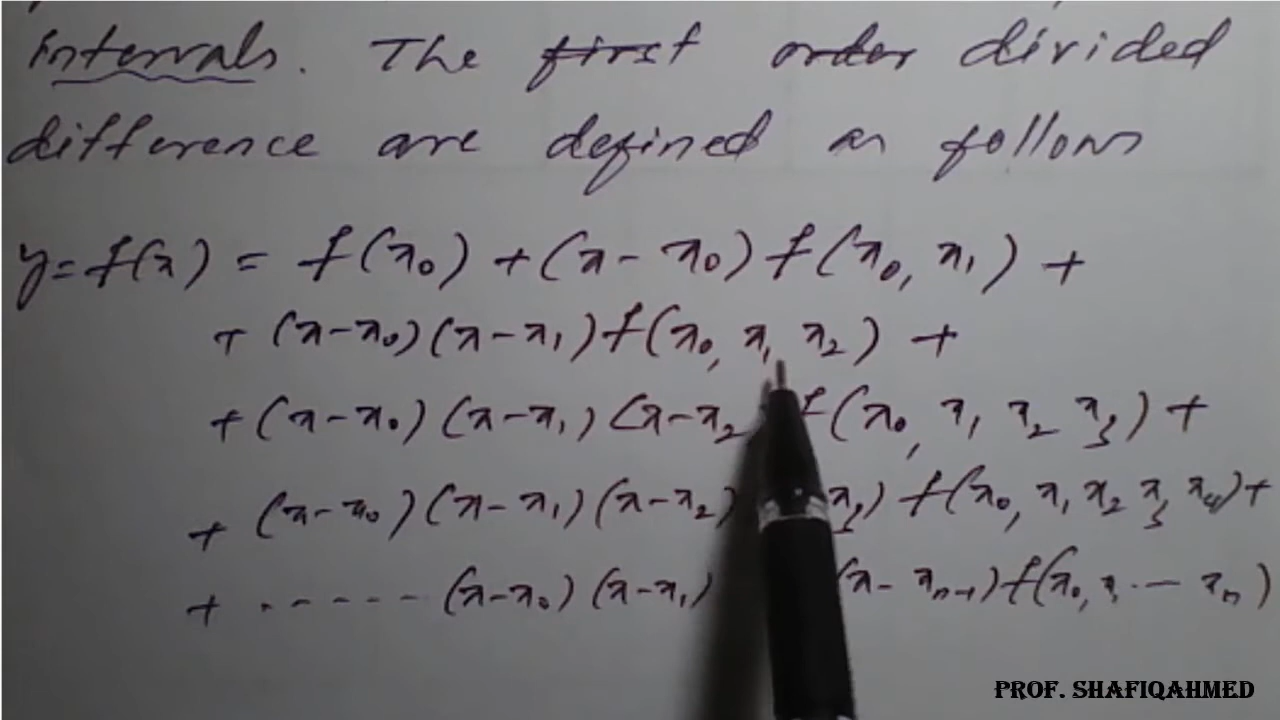 intervals. The first order divided
difference are defined as follows
y = f(x) = f(x₀) + (x - x₀) f(x₀, x₁) +
+ (x - x₀) (x - x₁) f(x₀, x₁ x₂) +
+ (x - x₀) (x - x₁) (x - x₂) f(x₀, x₁ x₂ x₃) +
+ (x - x₀) (x - x₁) (x - x₂) x₃) f(x₀, x₁ x₂ x₃ x₄) +
+ ------ (x - x₀) (x - x₁) (x - xₙ₋₁) f(x₀, --- xₙ)
PROF. SHAFIQAHMED